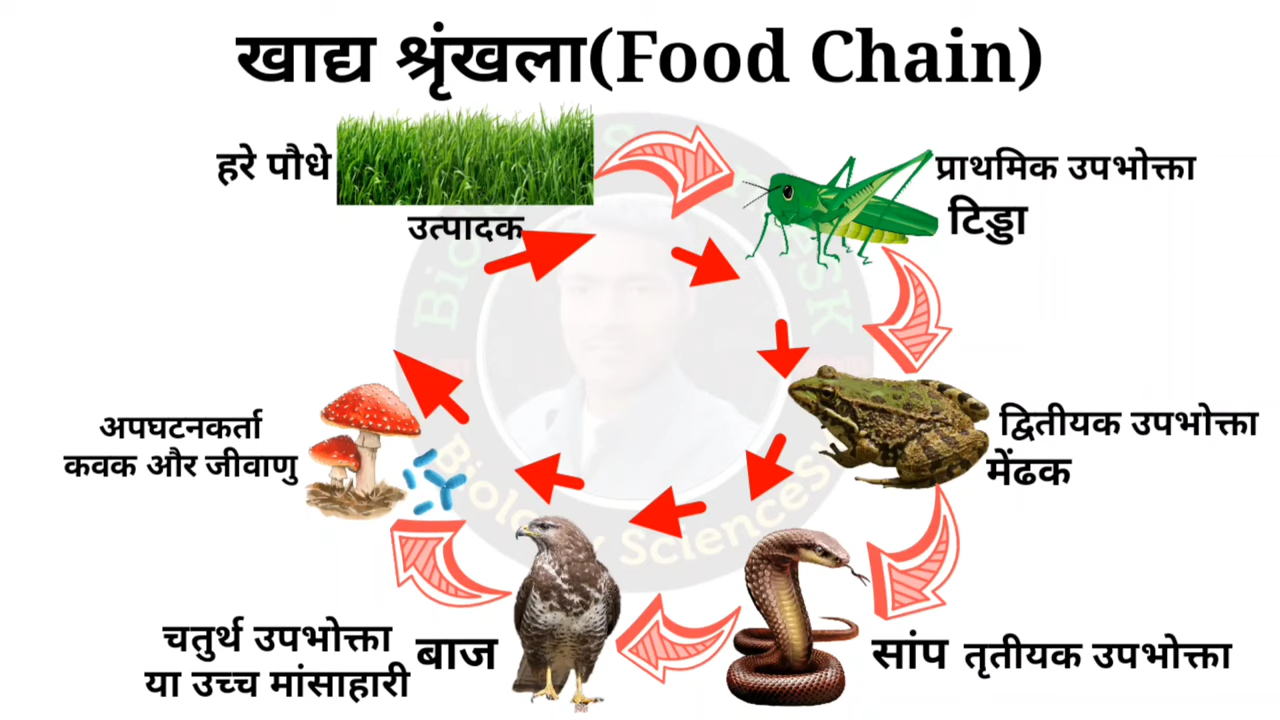 खाद्य श्रृंखला(Food Chain)
हरे पौधे
उत्पादक
प्राथमिक उपभोक्ता
टिड्डा
द्वितीयक उपभोक्ता
मेंढक
सांप तृतीयक उपभोक्ता
बाज
चतुर्थ उपभोक्ता
या उच्च मांसाहारी
अपघटनकर्ता
कवक और जीवाणु